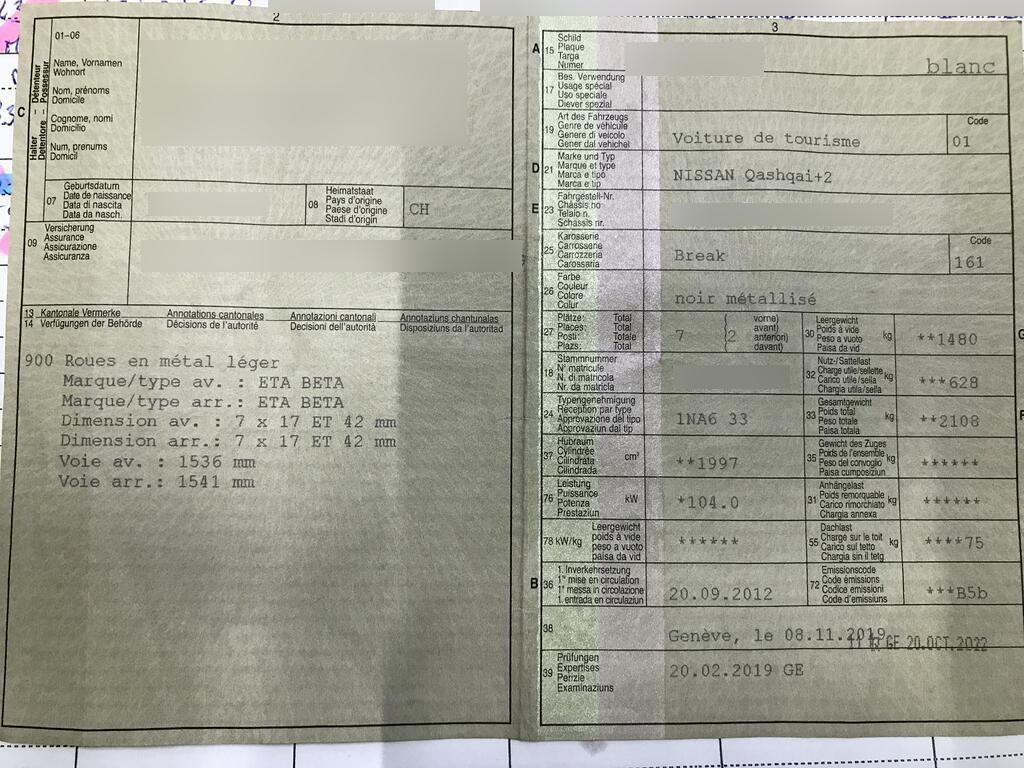 2
01-06
Détenteur – Possessur
Halter – Detentore
C
Name, Vornamen
Wohnort
Nom, prénoms
Domicile
Cognome, nomi
Domicilio
Num, prenums
Domicil
07
Geburtsdatum
Date de naissance
Data di nascita
Data da nasch.
08
Heimatstaat
Pays d'origine
Paese d'origine
Stadi d'origin
CH
09
Versicherung
Assurance
Assicurazione
Assicuranza
13 Kantonale Vermerke Annotations cantonales Annotazioni cantonali Annotaziuns chantunalas
14 Verfügungen der Behörde Décisions de l'autorité Decisioni dell'autorità Disposiziuns da l'autoritad
900 Roues en métal léger
Marque/type av. : ETA BETA
Marque/type arr.: ETA BETA
Dimension av. : 7 x 17 ET 42 mm
Dimension arr.: 7 x 17 ET 42 mm
Voie av. : 1536 mm
Voie arr.: 1541 mm
3
A 15
Schild
Plaque
Targa
Numer
blanc
17
Bes. Verwendung
Usage spécial
Uso speciale
Diever spezial
19
Art des Fahrzeugs
Genre de véhicule
Genere di veicolo
Gener dal vehichel
Voiture de tourisme
Code
01
D 21
Marke und Typ
Marque et type
Marca e tipo
Marca e tip
NISSAN Qashqai+2
E 23
Fahrgestell-Nr.
Châssis no
Telaio n.
Schassis nr.
25
Karosserie
Carrosserie
Carrozzeria
Carossaria
Break
Code
161
26
Farbe
Couleur
Colore
Colur
noir métallisé
27
Plätze: Total
Places: Total
Posti: Totale
Plazs: Total
7
( vorne)
( avant)
anterion)
( davant)
2
30
Leergewicht
Poids à vide
Peso a vuoto
Paisa da vid
kg
**1480
18
Stammnummer
N° matricule
N. di matricola
Nr. da matricla
32
Nutz-/Sattellast
Charge utile/sellette
Carico utile/sella
Chargia utila/sella
kg
***628
24
Typengenehmigung
Réception par type
Approvazione del tipo
Approvaziun dal tip
1NA6 33
33
Gesamtgewicht
Poids total
Peso totale
Paisa totala
kg
**2108
37
Hubraum
Cylindrée
Cilindrata
Cilindrada
cm³
**1997
35
Gewicht des Zuges
Poids de l'ensemble
Peso del convoglio
Paisa cumposiziun
kg
******
76
Leistung
Puissance
Potenza
Prestaziun
kW
*104.0
31
Anhängelast
Poids remorquable
Carico rimorchiato
Chargia annexa
kg
******
78 kW/kg
Leergewicht
poids à vide
peso a vuoto
paisa da vid
******
55
Dachlast
Charge sur le toit
Carico sul tetto
Chargia sin il tetg
kg
****75
B 36
1. Inverkehrsetzung
1re mise en circulation
1a messa in circolazione
1. entrada en circulaziun
20.09.2012
72
Emissionscode
Code émissions
Codice emissioni
Code d'emissiuns
***B5b
38
Genève, le 08.11.2019
GE 20.OCT.2022
39
Prüfungen
Expertises
Perizie
Examinaziuns
20.02.2019 GE